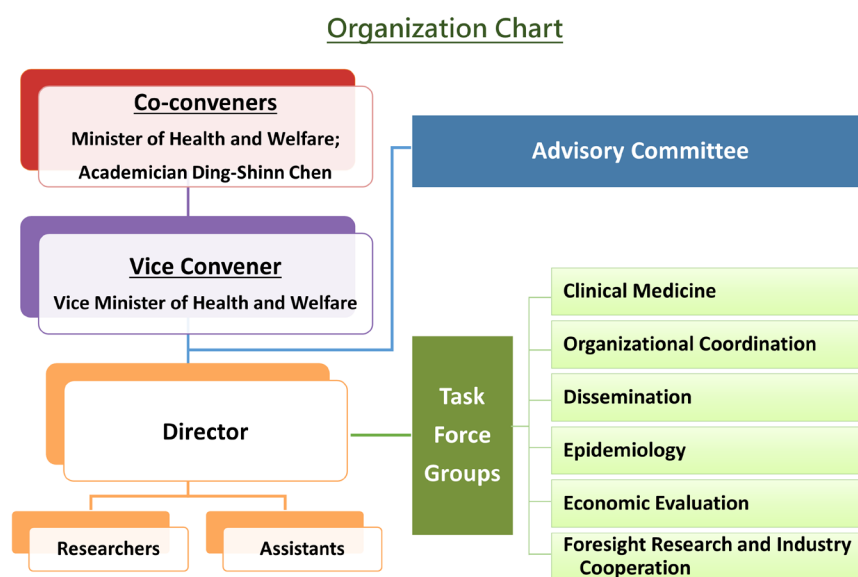 Organization Chart
Co-conveners
Minister of Health and Welfare;
Academician Ding-Shinn Chen
Advisory Committee
Vice Convener
Vice Minister of Health and Welfare
Director
Researchers
Assistants
Task
Force
Groups
Clinical Medicine
Organizational Coordination
Dissemination
Epidemiology
Economic Evaluation
Foresight Research and Industry
Cooperation